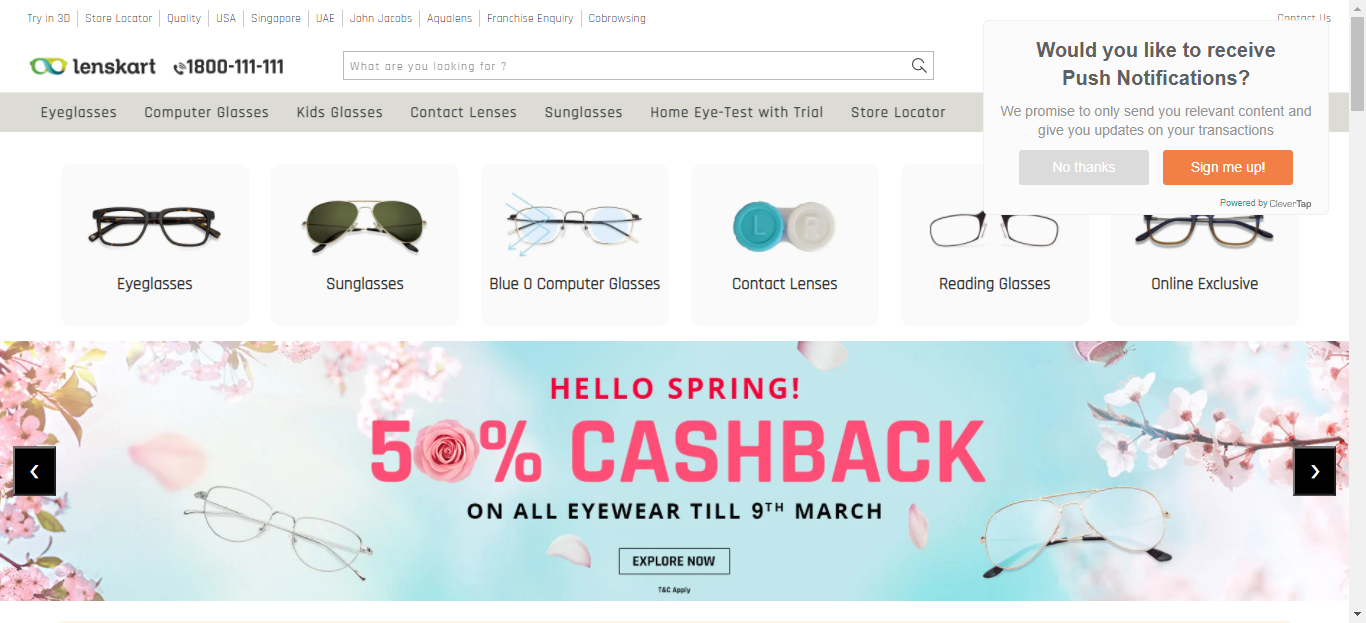 Try in 3D Store Locator Quality USA Singapore UAE John Jacobs Aqualens Franchise Enquiry Cobrowsing Contact Us
lenskart 1800-111-111 What are you looking for ?
Eyeglasses Computer Glasses Kids Glasses Contact Lenses Sunglasses Home Eye-Test with Trial Store Locator
Would you like to receive
Push Notifications?
We promise to only send you relevant content and
give you updates on your transactions
No thanks Sign me up!
Powered by CleverTap
L R
Eyeglasses Sunglasses Blue O Computer Glasses Contact Lenses Reading Glasses Online Exclusive
HELLO SPRING!
50% CASHBACK
ON ALL EYEWEAR TILL 9TH MARCH
EXPLORE NOW
T&C Apply